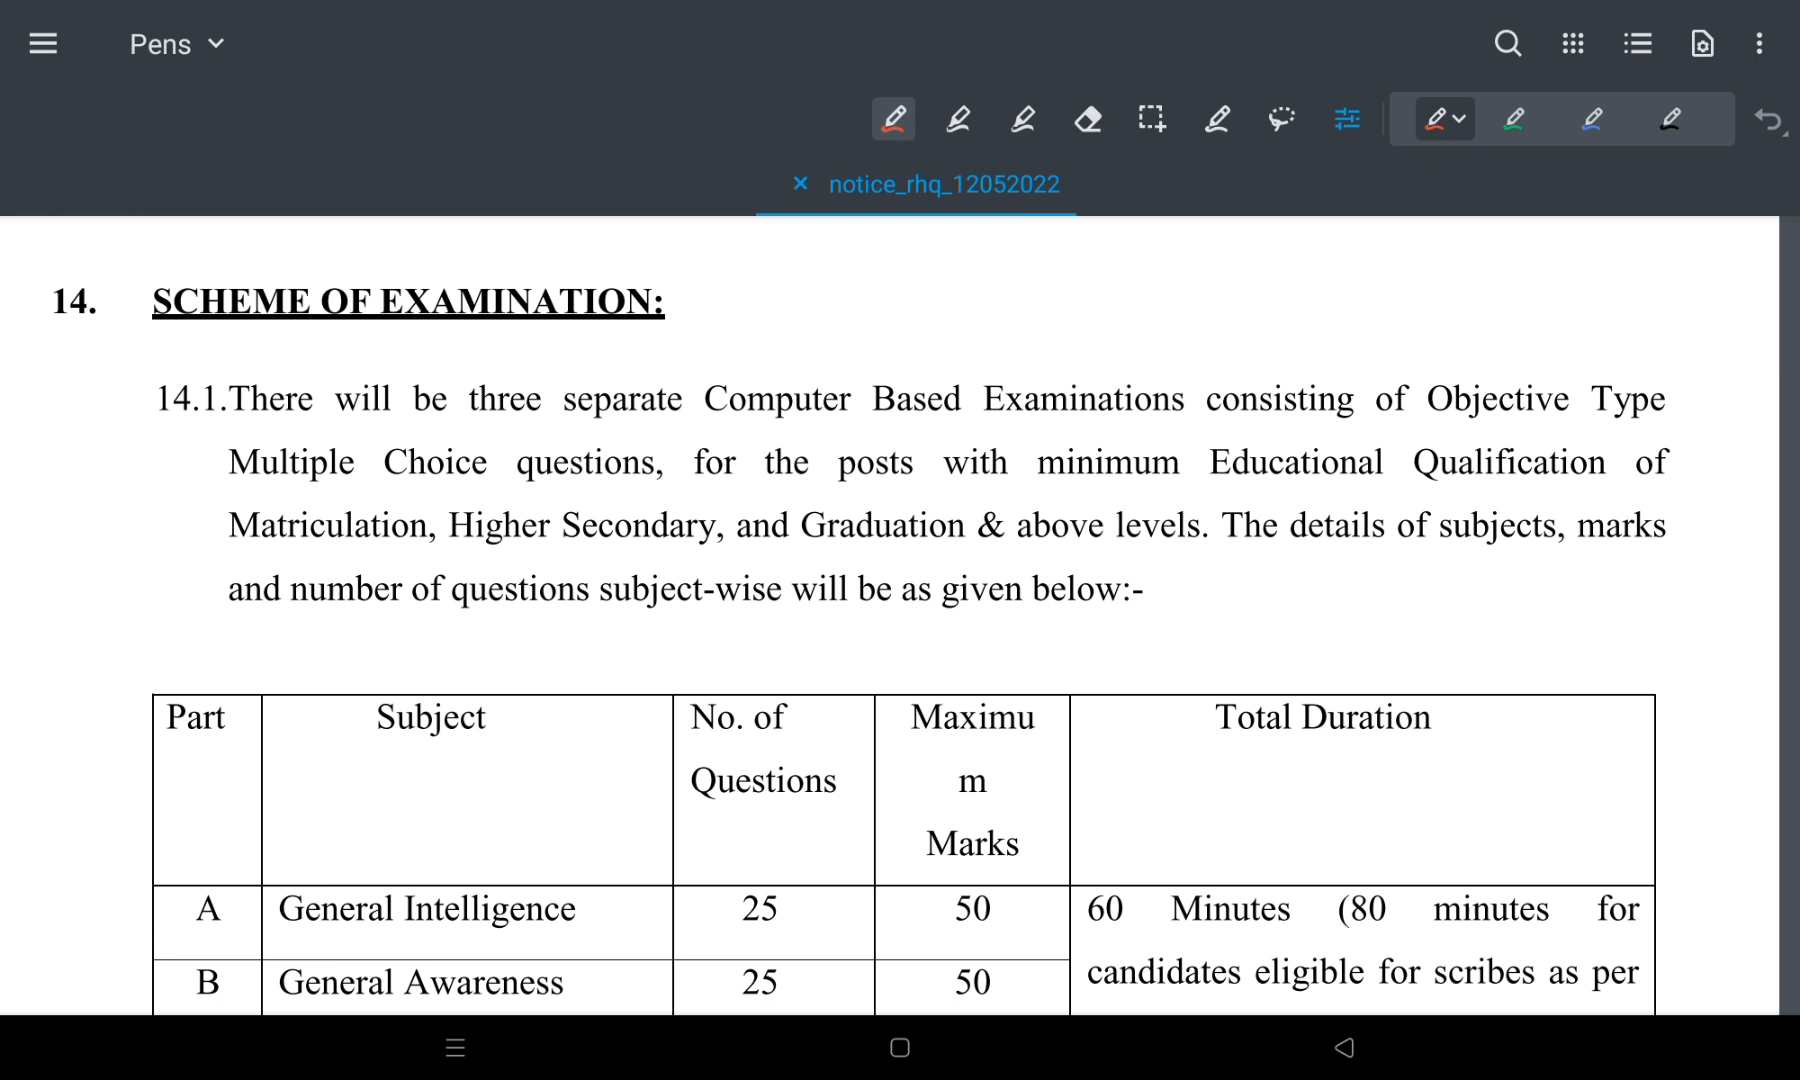 Pens
notice_rhq_12052022
14. SCHEME OF EXAMINATION:
14.1.There will be three separate Computer Based Examinations consisting of Objective Type
Multiple Choice questions, for the posts with minimum Educational Qualification of
Matriculation, Higher Secondary, and Graduation & above levels. The details of subjects, marks
and number of questions subject-wise will be as given below:-
Part Subject No. of Maximu Total Duration
Questions m
Marks
A General Intelligence 25 50 60 Minutes (80 minutes for
candidates eligible for scribes as per
B General Awareness 25 50